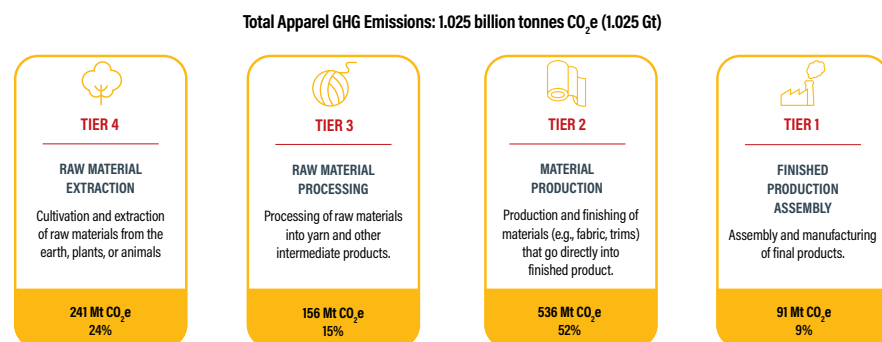 Total Apparel GHG Emissions: 1.025 billion tonnes CO₂e (1.025 Gt)
TIER 4
RAW MATERIAL
EXTRACTION
Cultivation and extraction
of raw materials from the
earth, plants, or animals
241 Mt CO₂e
24%
TIER 3
RAW MATERIAL
PROCESSING
Processing of raw materials
into yarn and other
intermediate products.
156 Mt CO₂e
15%
TIER 2
MATERIAL
PRODUCTION
Production and finishing of
materials (e.g., fabric, trims)
that go directly into
finished product.
536 Mt CO₂e
52%
TIER 1
FINISHED
PRODUCTION
ASSEMBLY
Assembly and manufacturing
of final products.
91 Mt CO₂e
9%